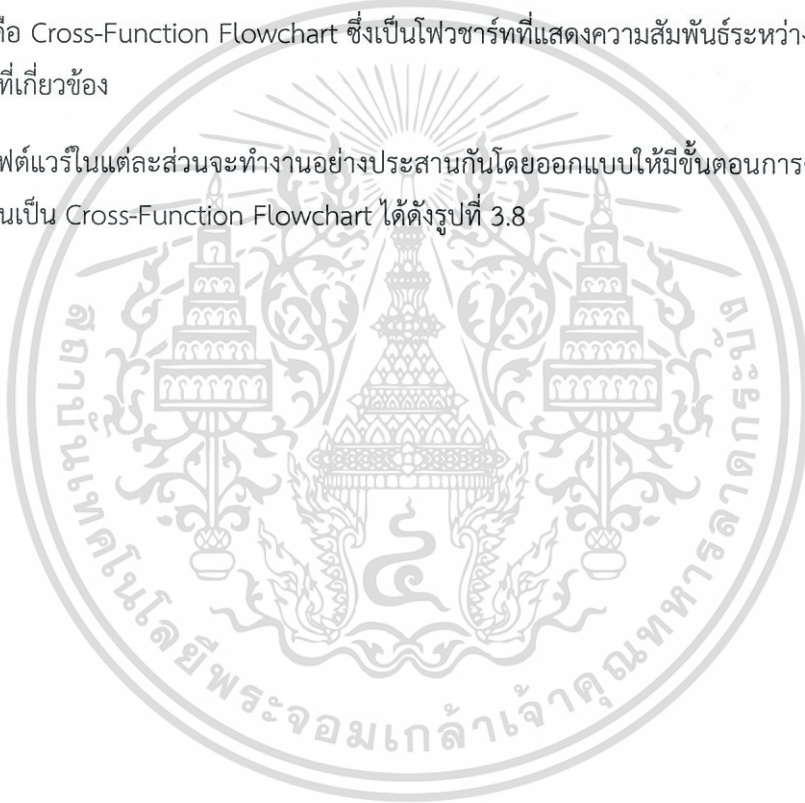 คือ Cross-Function Flowchart ซึ่งเป็นโฟวชาร์ทที่แสดงความสัมพันธ์ระหว่าง
ที่เกี่ยวข้อง
ฟต์แวร์ในแต่ละส่วนจะทำงานอย่างประสานกันโดยออกแบบให้มีขั้นตอนการ
นเป็น Cross-Function Flowchart ได้ดังรูปที่ 3.8
สถาบันเทคโนโลยีพระจอมเกล้าเจ้าคุณทหารลาดกระบัง
๔